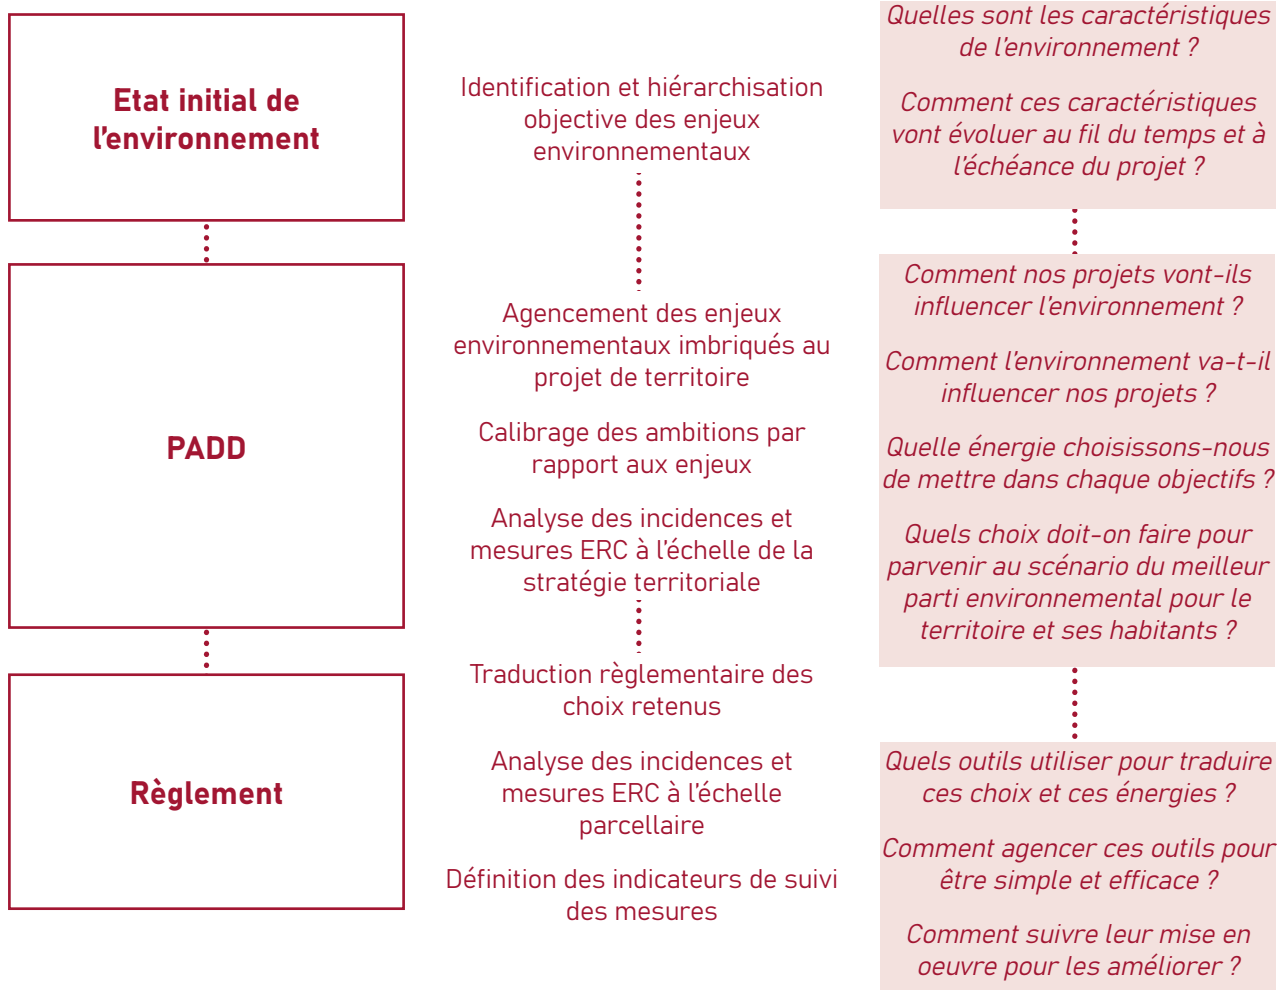 Etat initial de
l'environnement
Identification et hiérarchisation
objective des enjeux
environnementaux
Quelles sont les caractéristiques
de l'environnement ?
Comment ces caractéristiques
vont évoluer au fil du temps et à
l'échéance du projet ?
PADD
Agencement des enjeux
environnementaux imbriqués au
projet de territoire
Calibrage des ambitions par
rapport aux enjeux
Analyse des incidences et
mesures ERC à l'échelle de la
stratégie territoriale
Comment nos projets vont-ils
influencer l'environnement ?
Comment l'environnement va-t-il
influencer nos projets ?
Quelle énergie choisissons-nous
de mettre dans chaque objectifs ?
Quels choix doit-on faire pour
parvenir au scénario du meilleur
parti environnemental pour le
territoire et ses habitants ?
Règlement
Traduction règlementaire des
choix retenus
Analyse des incidences et
mesures ERC à l'échelle
parcellaire
Définition des indicateurs de suivi
des mesures
Quels outils utiliser pour traduire
ces choix et ces énergies ?
Comment agencer ces outils pour
être simple et efficace ?
Comment suivre leur mise en
oeuvre pour les améliorer ?